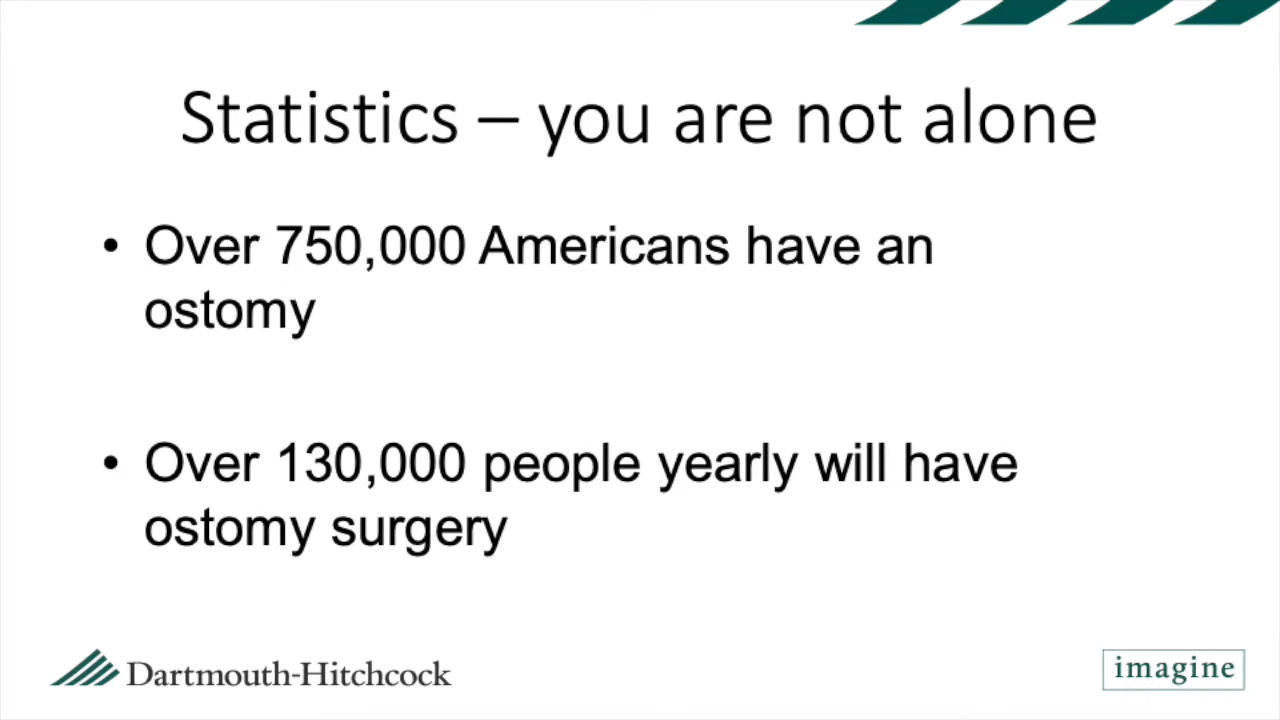 Statistics – you are not alone
• Over 750,000 Americans have an
ostomy
• Over 130,000 people yearly will have
ostomy surgery
Dartmouth-Hitchcock
imagine